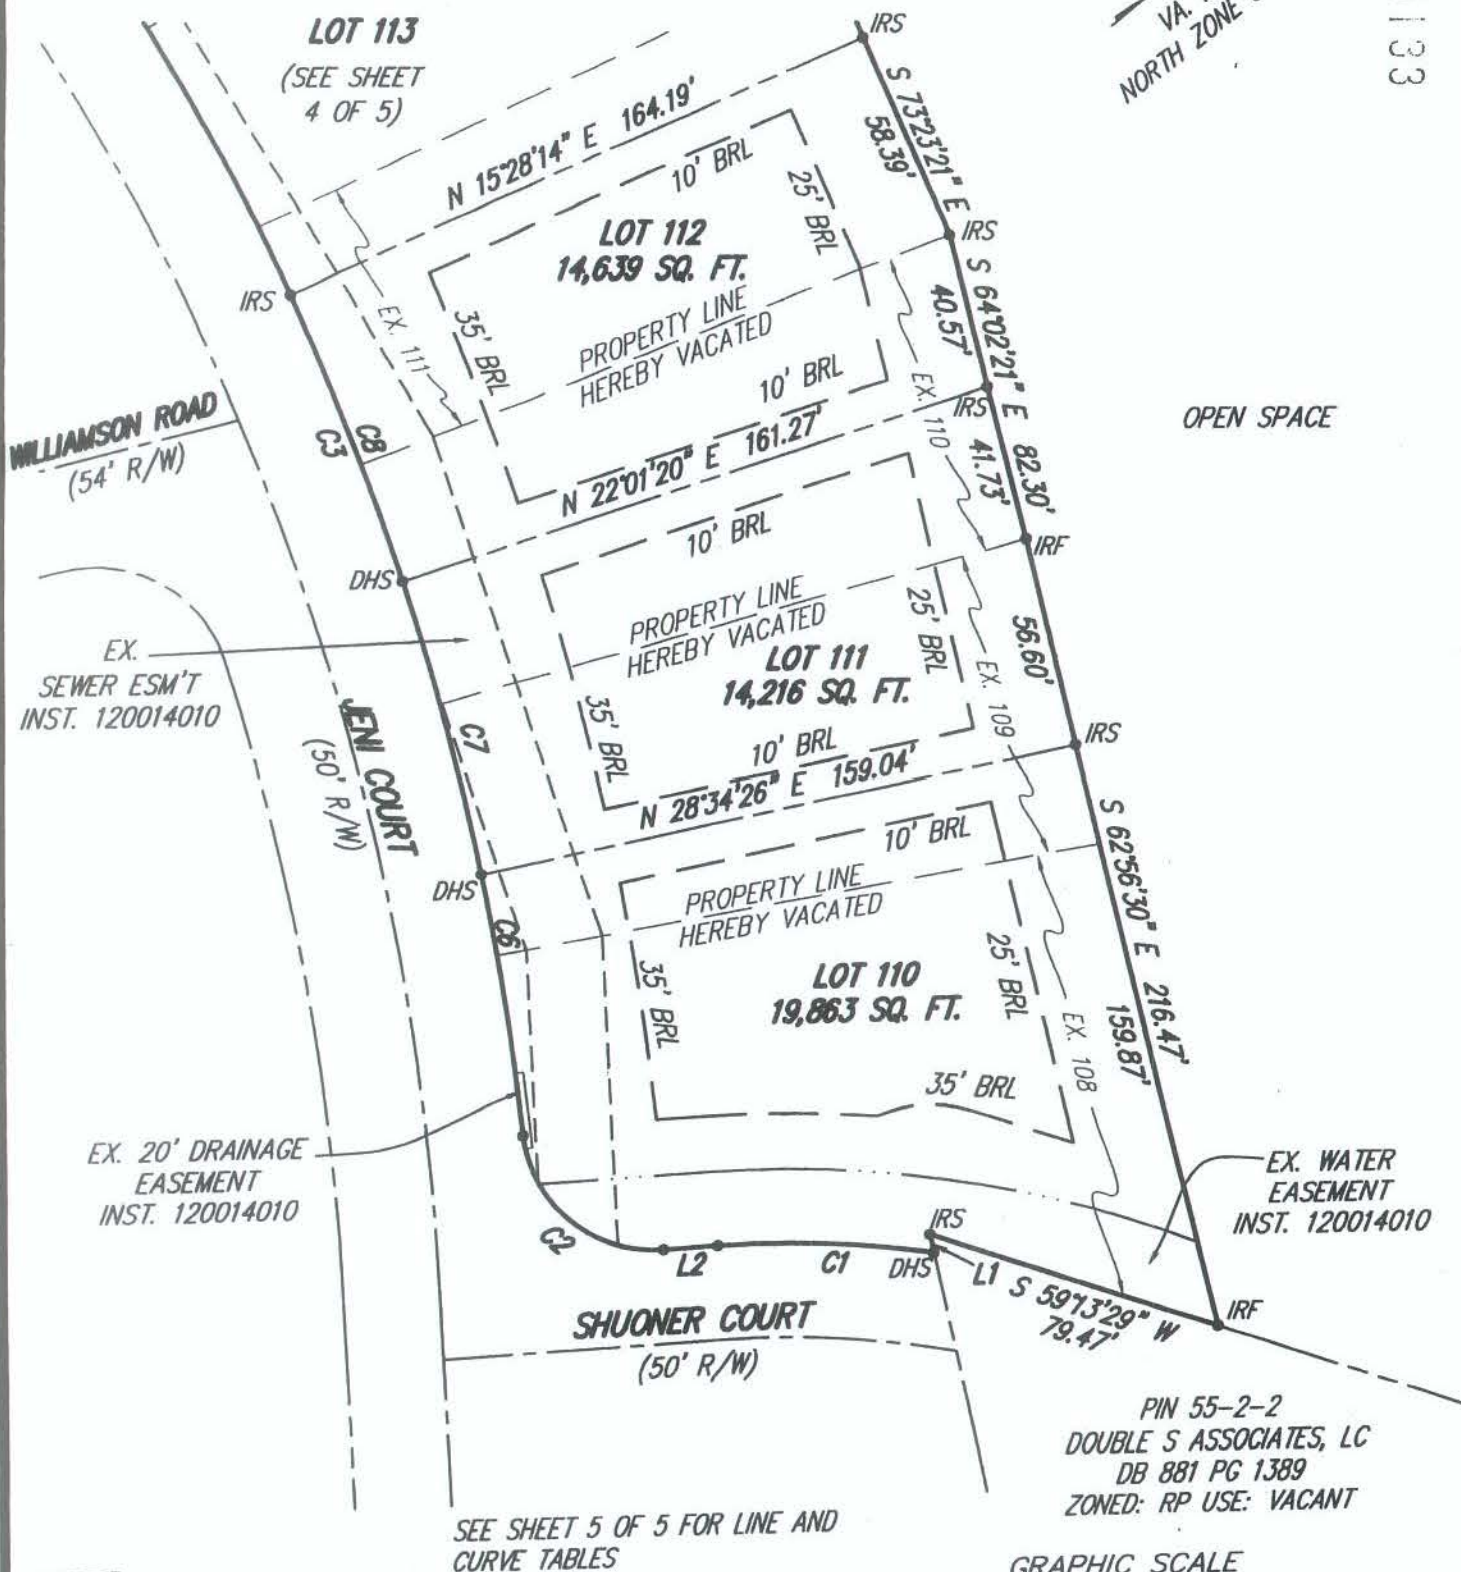 LOT 113
(SEE SHEET
4 OF 5)
IRS
VA.
NORTH ZONE
1133
N 15°28'14" E 164.19'
S 73°23'21" E
58.39'
10' BRL
25' BRL
LOT 112
14,639 SQ. FT.
IRS
IRS
EX. 111
35' BRL
PROPERTY LINE
HEREBY VACATED
S 64°02'21" E 82.30'
40.57'
10' BRL
EX. 110
IRS
OPEN SPACE
WILLIAMSON ROAD
(54' R/W)
C3
C8
N 22°01'20" E 161.27'
41.73'
10' BRL
IRF
DHS
PROPERTY LINE
HEREBY VACATED
25' BRL
56.60'
EX.
SEWER ESM'T
INST. 120014010
LOT 111
14,216 SQ. FT.
EX. 109
35' BRL
JENI COURT
(50' R/W)
C7
10' BRL
IRS
N 28°34'26" E 159.04'
S 62°56'30" E 216.47'
10' BRL
DHS
PROPERTY LINE
HEREBY VACATED
C6
25' BRL
LOT 110
19,863 SQ. FT.
35' BRL
159.87'
EX. 108
35' BRL
EX. 20' DRAINAGE
EASEMENT
INST. 120014010
EX. WATER
EASEMENT
INST. 120014010
IRS
C2
L2
C1
DHS
L1
S 59°13'29" W
79.47'
IRF
SHUONER COURT
(50' R/W)
PIN 55-2-2
DOUBLE S ASSOCIATES, LC
DB 881 PG 1389
ZONED: RP USE: VACANT
SEE SHEET 5 OF 5 FOR LINE AND
CURVE TABLES
GRAPHIC SCALE